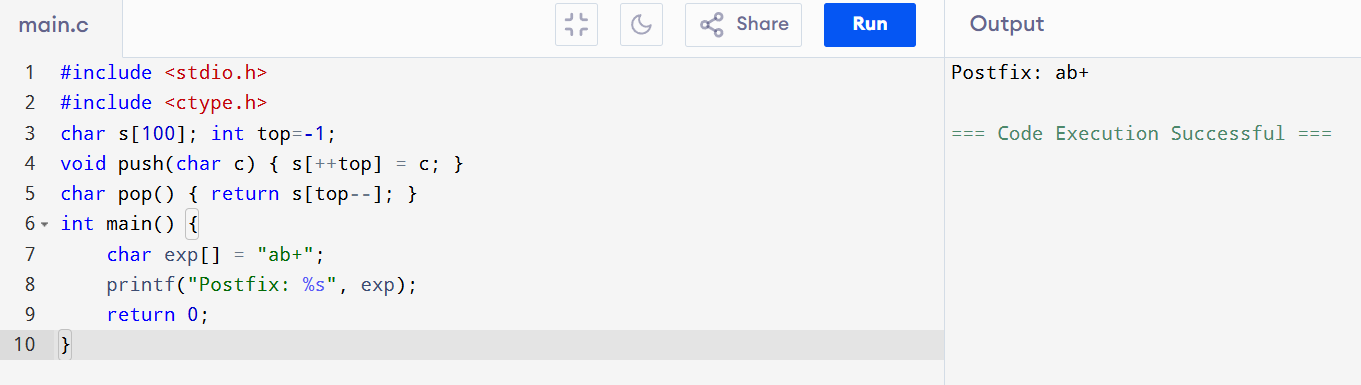 main.c
Share
Run
Output
1 #include <stdio.h>
2 #include <ctype.h>
3 char s[100]; int top=-1;
4 void push(char c) { s[++top] = c; }
5 char pop() { return s[top--]; }
6 int main() {
7     char exp[] = "ab+";
8     printf("Postfix: %s", exp);
9     return 0;
10 }
Postfix: ab+
=== Code Execution Successful ===